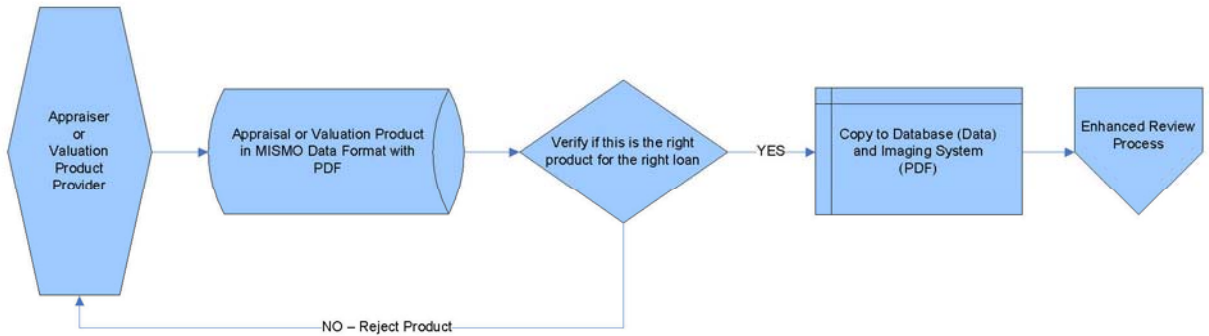 Appraiser
or
Valuation
Product
Provider
Appraisal or Valuation Product
in MISMO Data Format with
PDF
Verify if this is the right
product for the right loan
YES
Copy to Database (Data)
and Imaging System
(PDF)
Enhanced Review
Process
NO – Reject Product